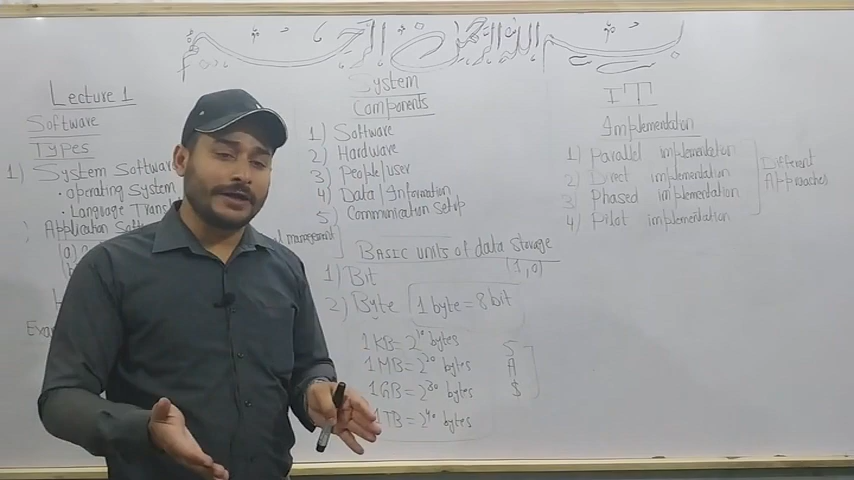 بسم الله الرحمن الرحيم
Lecture 1
Software
Types
1) System Software
• operating System
• Language Trans
Application Soft
(a)
management
System
Components
1) Software
2) Hardware
3) People/user
4) Data/Information
5) Communication Setup
BASIC units of data Storage
1) Bit (1,0)
2) Byte 1 byte = 8 bit
1 KB = 2^10 bytes
1 MB = 2^20 bytes
1 GB = 2^30 bytes
1 TB = 2^40 bytes
S
A
$
IT
Implementation
1) Parallel implementation
2) Direct implementation
3) Phased implementation
4) Pilot implementation
Different
Approaches